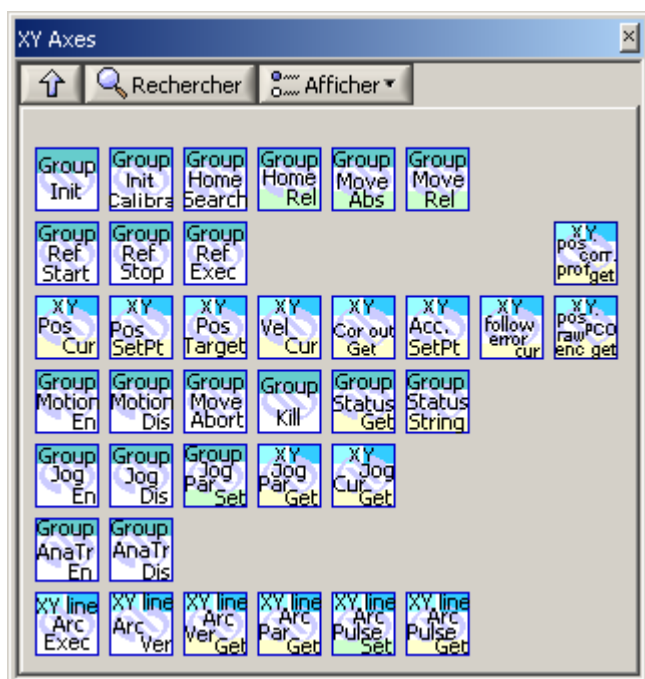 XY Axes
Rechercher Afficher
Group Init
Group Init Calibra
Group Home Search
Group Home Rel
Group Move Abs
Group Move Rel
Group Ref Start
Group Ref Stop
Group Ref Exec
XY. pos corr. prof get
XY Pos Cur
XY Pos SetPt
XY Pos Target
XY Vel Cur
XY Cor out Get
XY Acc. SetPt
XY follow error cur
XY. pos. raw PCO enc get
Group Motion En
Group Motion Dis
Group Move Abort
Group Kill
Group Status Get
Group Status String
Group Jog En
Group Jog Dis
Group Jog Par Set
XY Jog Par Get
XY Jog Cur Get
Group AnaTr En
Group AnaTr Dis
XY line Arc Exec
XY line Arc Ver
XY line Arc Ver Get
XY line Arc Par Get
XY line Arc Pulse Set
XY line Arc Pulse Get